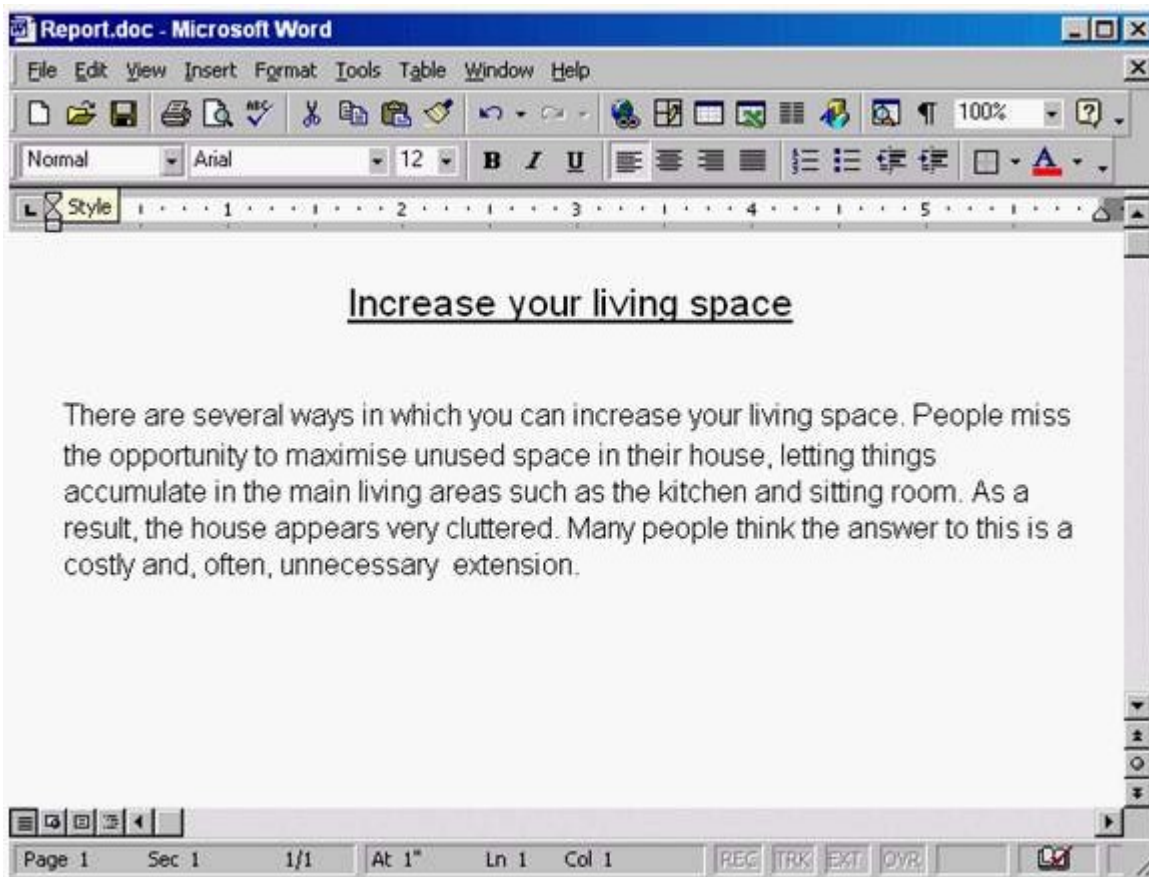 Report.doc - Microsoft Word
File Edit View Insert Format Tools Table Window Help
ABC 100%
Normal Arial 12 B I U A
L Style 1 2 3 4 5
Increase your living space
There are several ways in which you can increase your living space. People miss
the opportunity to maximise unused space in their house, letting things
accumulate in the main living areas such as the kitchen and sitting room. As a
result, the house appears very cluttered. Many people think the answer to this is a
costly and, often, unnecessary  extension.
Page 1 Sec 1 1/1 At 1" Ln 1 Col 1 REC TRK EXT OVR